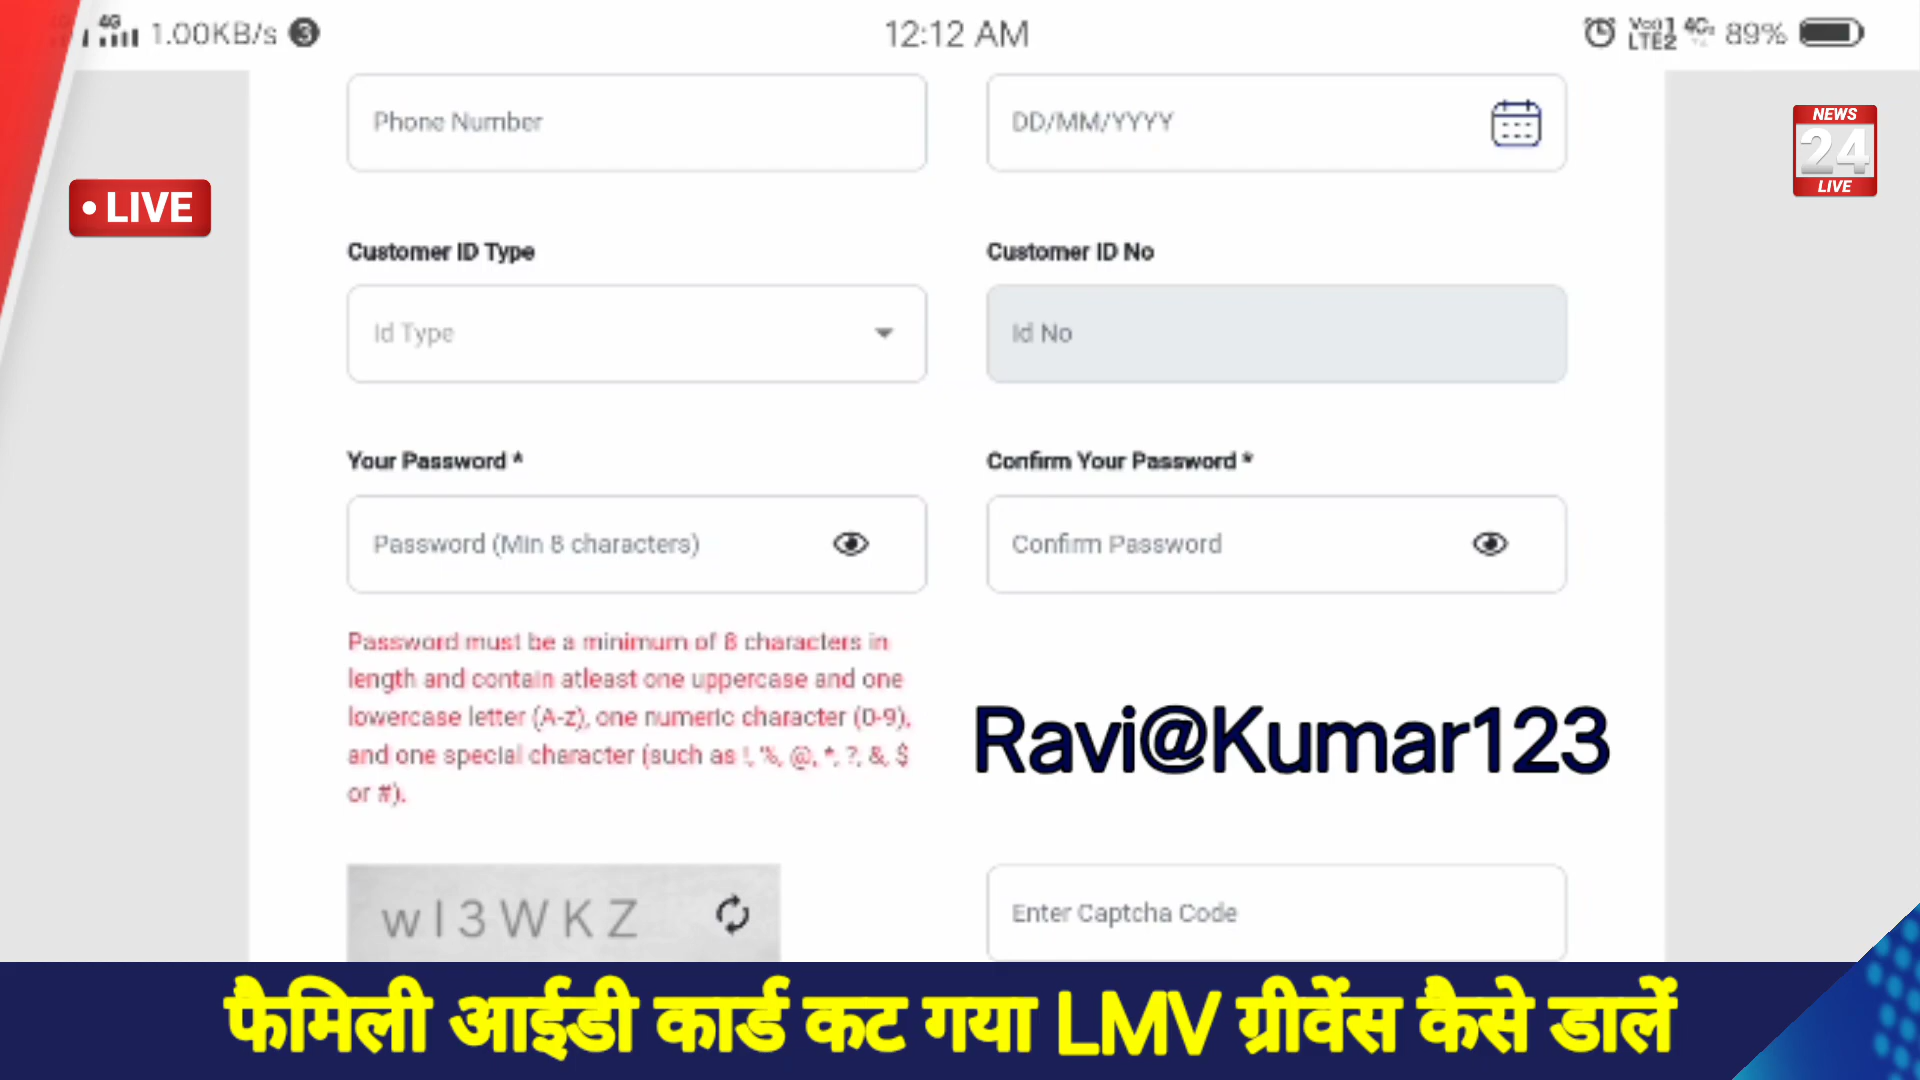 4G 1.00KB/s 3 12:12 AM LTE2 89%
Phone Number DD/MM/YYYY
NEWS
24
LIVE
• LIVE
Customer ID Type Customer ID No
Id Type Id No
Your Password * Confirm Your Password *
Password (Min 8 characters) Confirm Password
Password must be a minimum of 8 characters in
length and contain atleast one uppercase and one
lowercase letter (A-z), one numeric character (0-9),
and one special character (such as !, %, @, *, ?, &, $
or #).
Ravi@Kumar123
wI3WKZ Enter Captcha Code
फैमिली आईडी कार्ड कट गया LMV ग्रीवेंस कैसे डालें